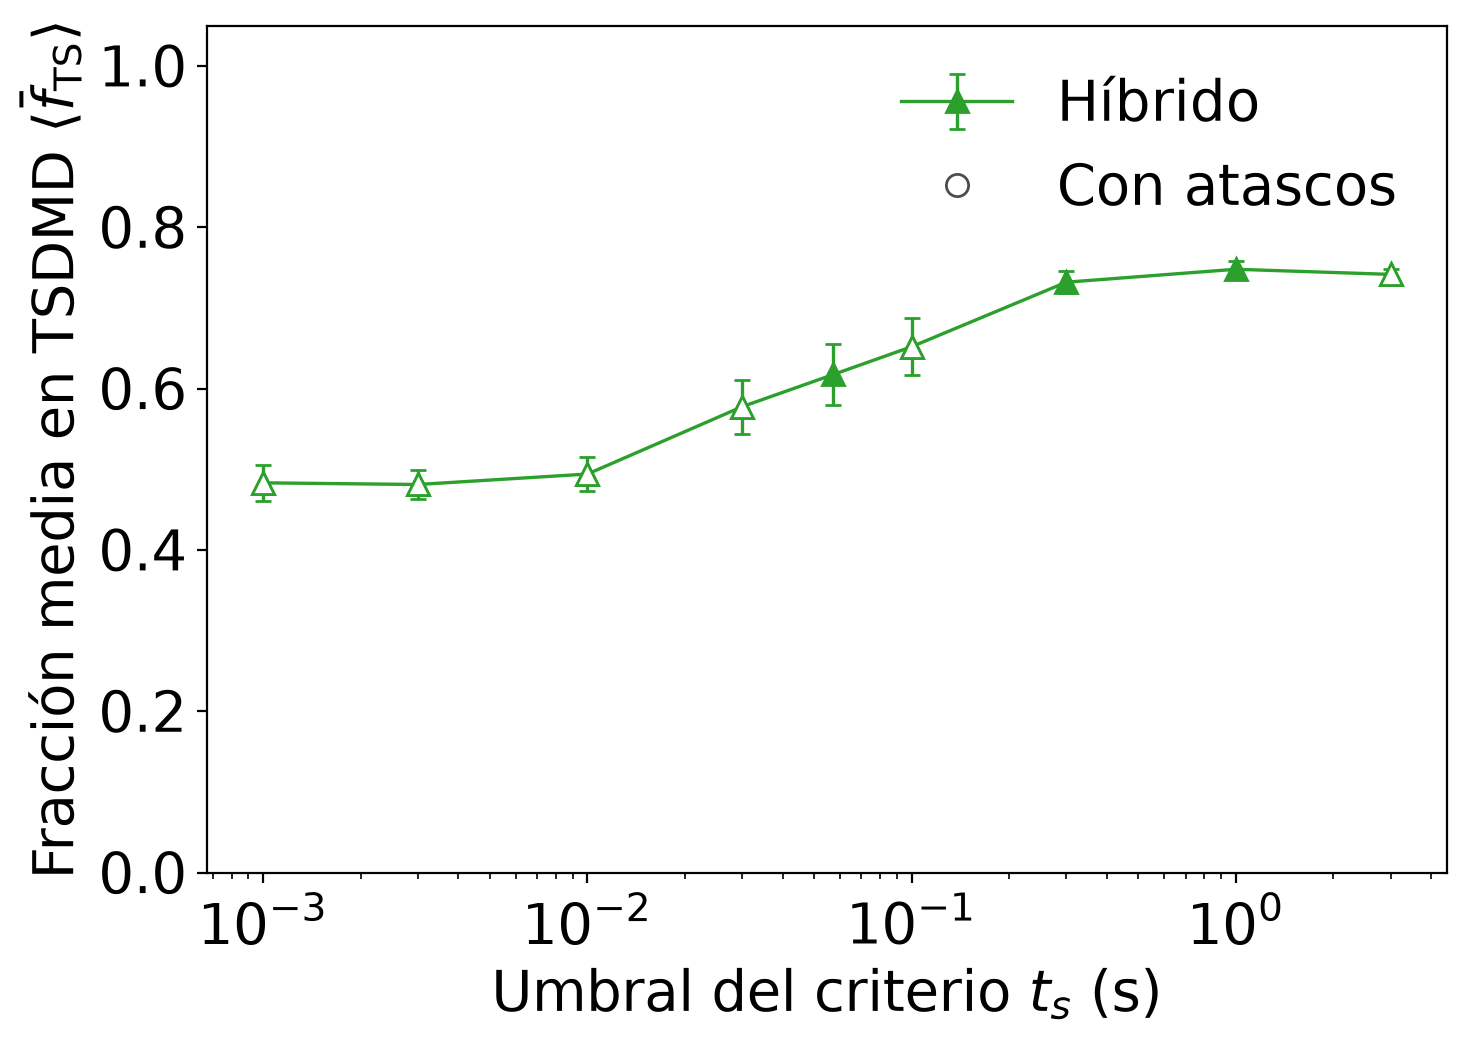 Fracción media en TSDMD ⟨f̄_TS⟩
1.0
0.8
0.6
0.4
0.2
0.0
Híbrido
Con atascos
10⁻³ 10⁻² 10⁻¹ 10⁰
Umbral del criterio tₛ (s)